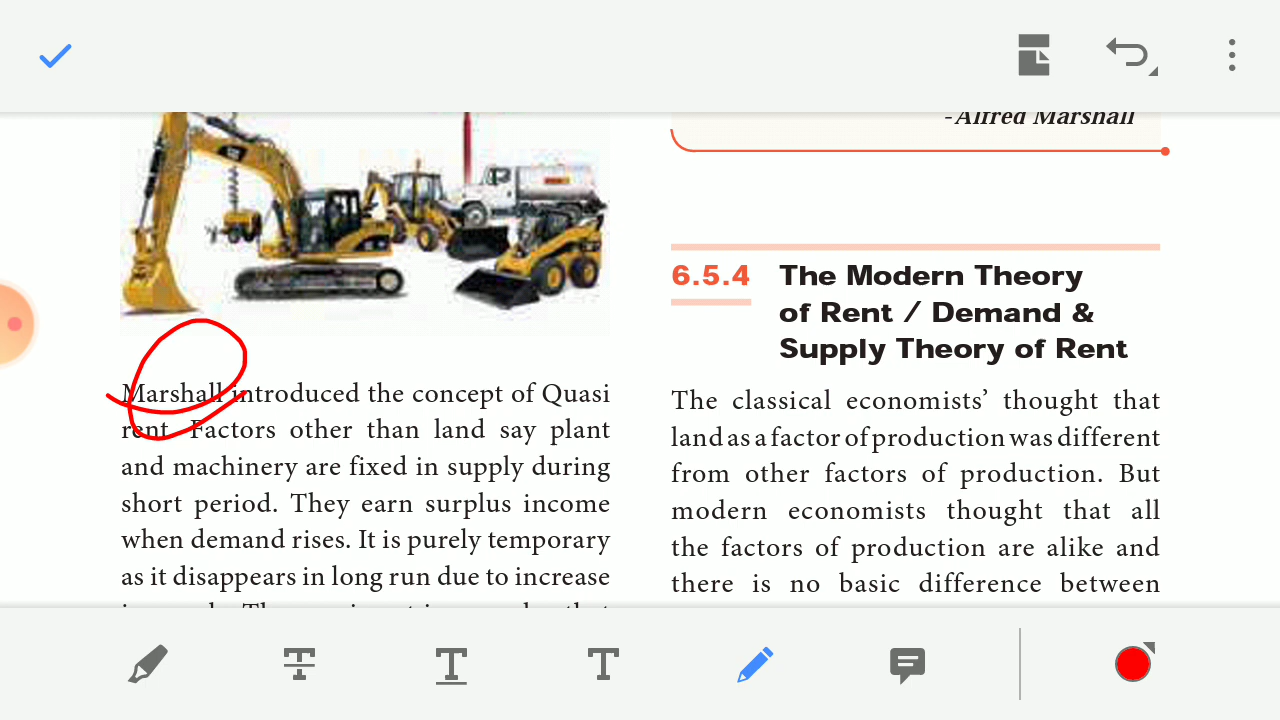 -Alfred Marshall
Marshall introduced the concept of Quasi
rent. Factors other than land say plant
and machinery are fixed in supply during
short period. They earn surplus income
when demand rises. It is purely temporary
as it disappears in long run due to increase
6.5.4 The Modern Theory
of Rent / Demand &
Supply Theory of Rent
The classical economists’ thought that
land as a factor of production was different
from other factors of production. But
modern economists thought that all
the factors of production are alike and
there is no basic difference between